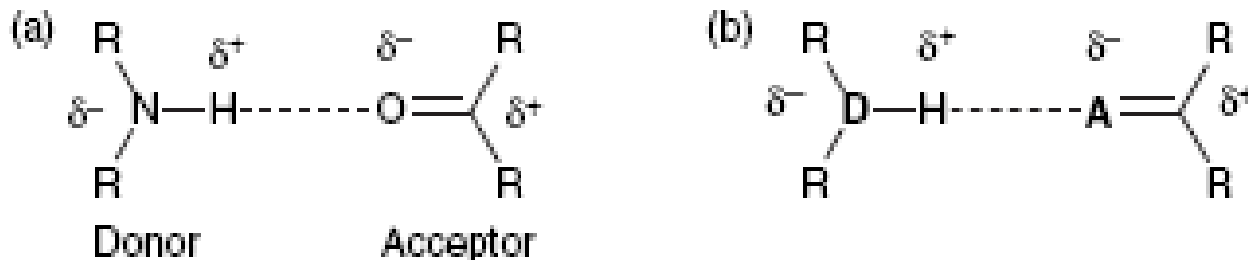 (a) R δ⁺ δ⁻ R (b) R δ⁺ δ⁻ R
δ⁻ N H O δ⁺ δ⁻ D H A δ⁺
R R R R
Donor Acceptor